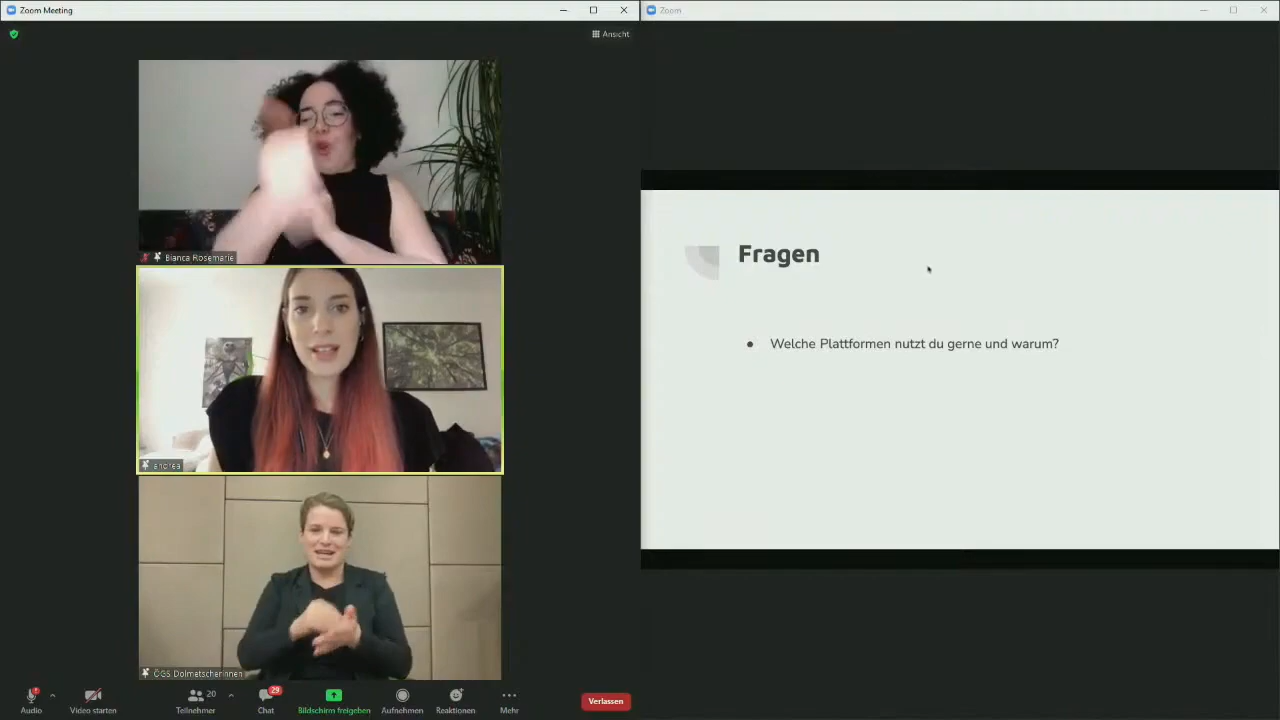 Zoom Meeting
Ansicht
Bianca Rosemarie
andrea
ÖGS Dolmetscherinnen
Audio
Video starten
20
Teilnehmer
29
Chat
Bildschirm freigeben
Aufnehmen
Reaktionen
Mehr
Verlassen
Zoom
Fragen
● Welche Plattformen nutzt du gerne und warum?